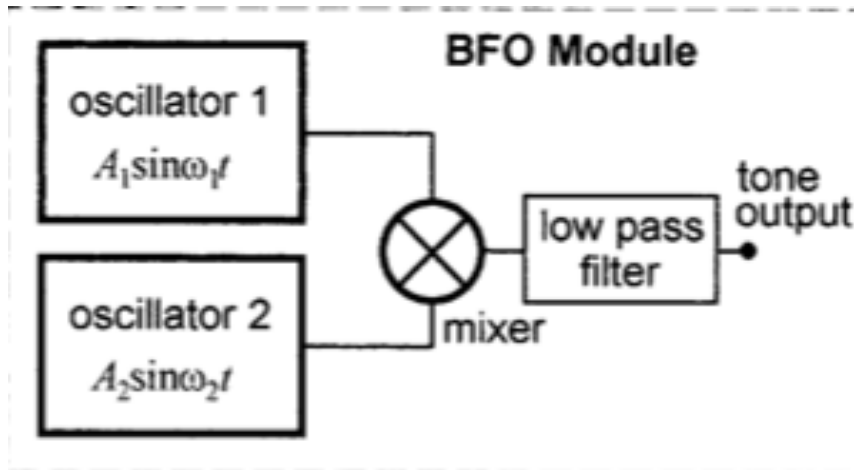 BFO Module
oscillator 1
A₁sinω₁t
oscillator 2
A₂sinω₂t
mixer
low pass
filter
tone
output